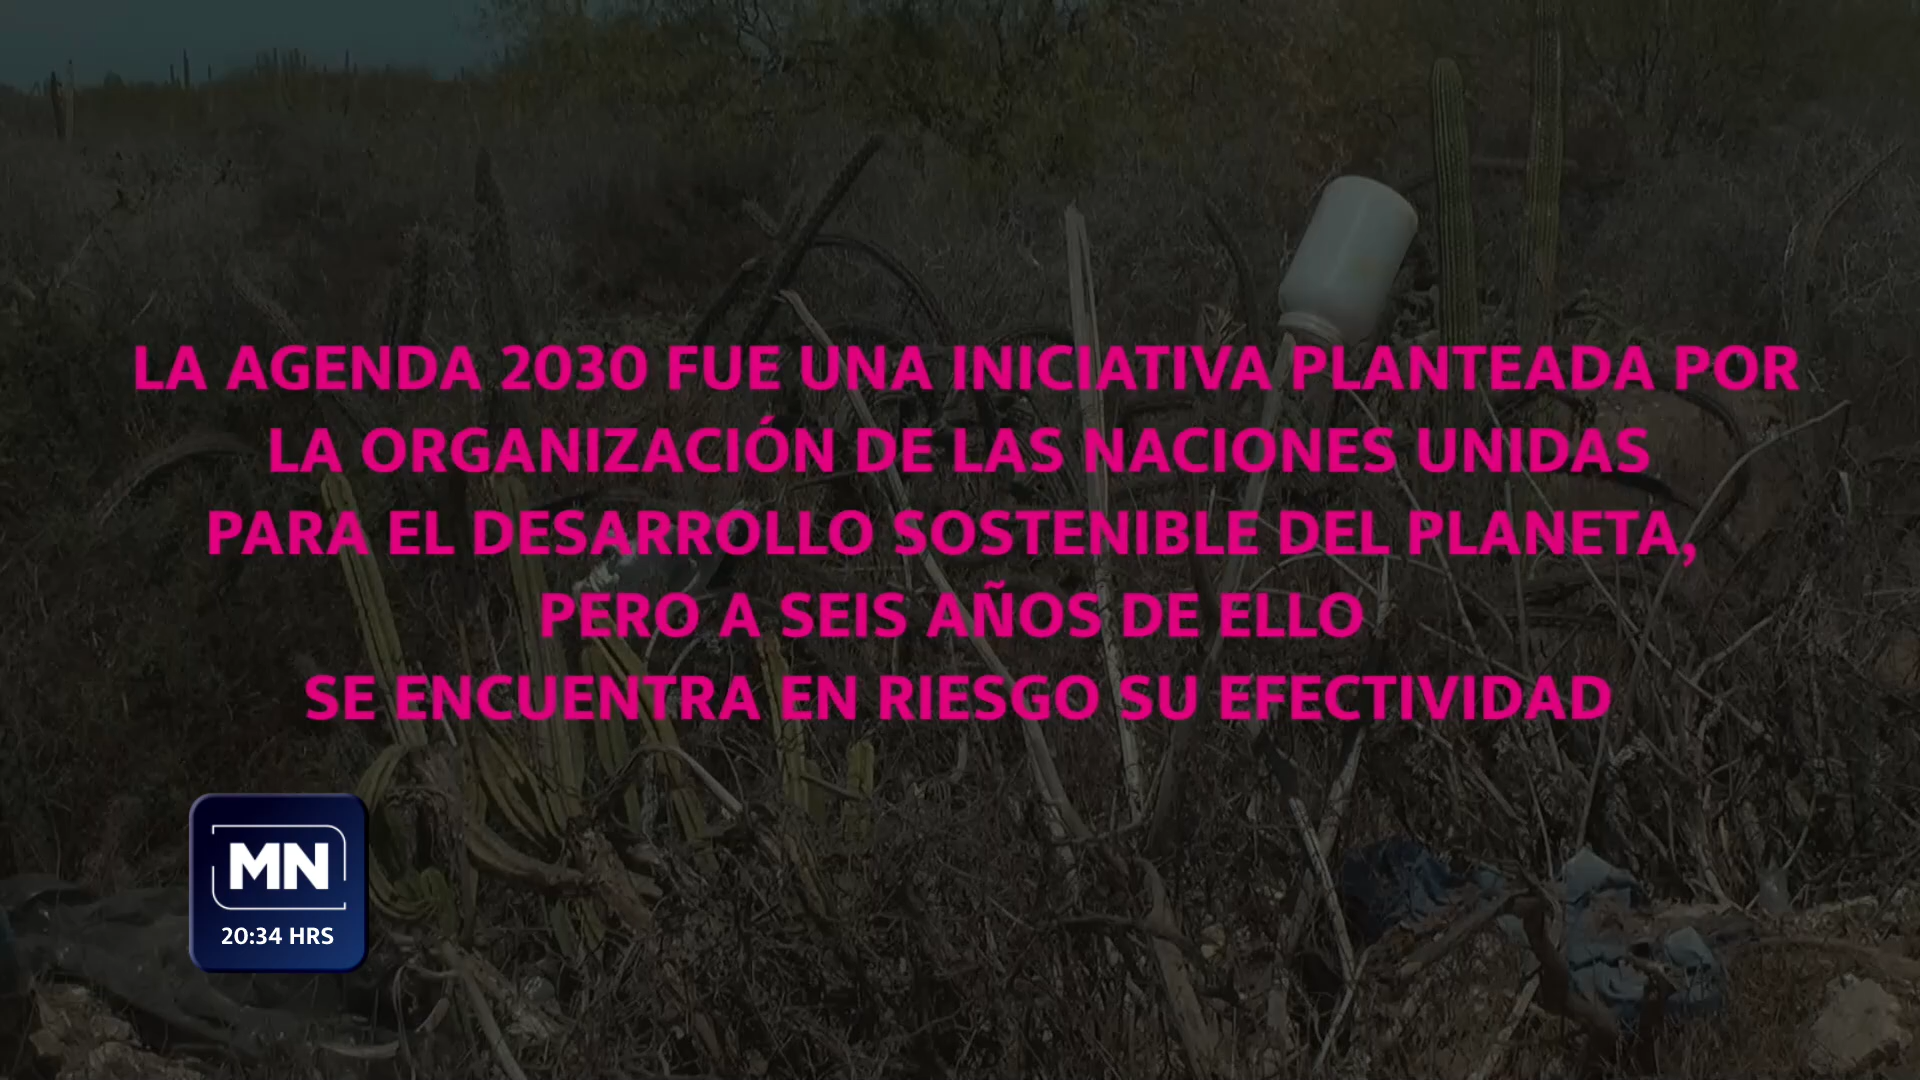 LA AGENDA 2030 FUE UNA INICIATIVA PLANTEADA POR
LA ORGANIZACIÓN DE LAS NACIONES UNIDAS
PARA EL DESARROLLO SOSTENIBLE DEL PLANETA,
PERO A SEIS AÑOS DE ELLO
SE ENCUENTRA EN RIESGO SU EFECTIVIDAD
MN
20:34 HRS